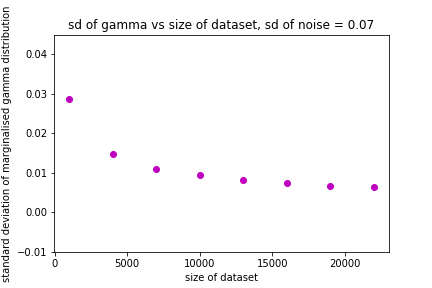 sd of gamma vs size of dataset, sd of noise = 0.07
standard deviation of marginalised gamma distribution
0.04
0.03
0.02
0.01
0.00
−0.01
0 5000 10000 15000 20000
size of dataset